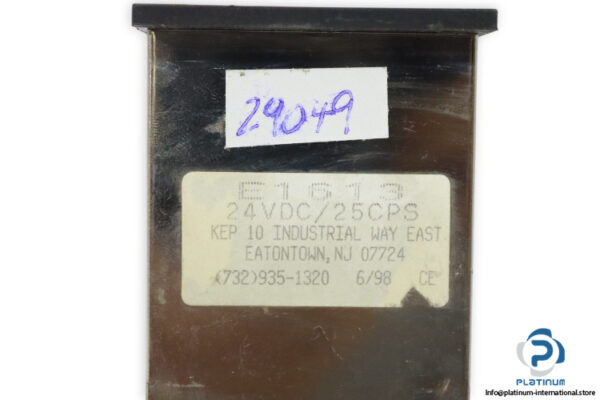 29049
E1613
24VDC/25CPS
KEP 10 INDUSTRIAL WAY EAST
EATONTOWN, NJ 07724
(732)935-1320 6/98 CE
PLATINUM
Info@platinum-international.store